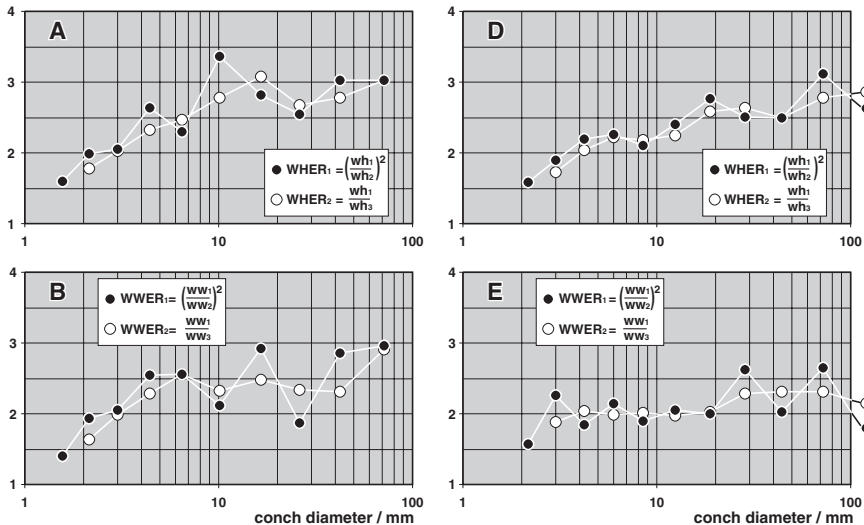 A
4
3
2
1
WHER₁ = (wh₁/wh₂)²
WHER₂ = wh₁/wh₃
1 10 100
D
4
3
2
1
WHER₁ = (wh₁/wh₂)²
WHER₂ = wh₁/wh₃
1 10 100
B
4
3
2
1
WWER₁= (ww₁/ww₂)²
WWER₂= ww₁/ww₃
1 10 100
conch diameter / mm
E
4
3
2
1
WWER₁= (ww₁/ww₂)²
WWER₂ = ww₁/ww₃
1 10 100
conch diameter / mm